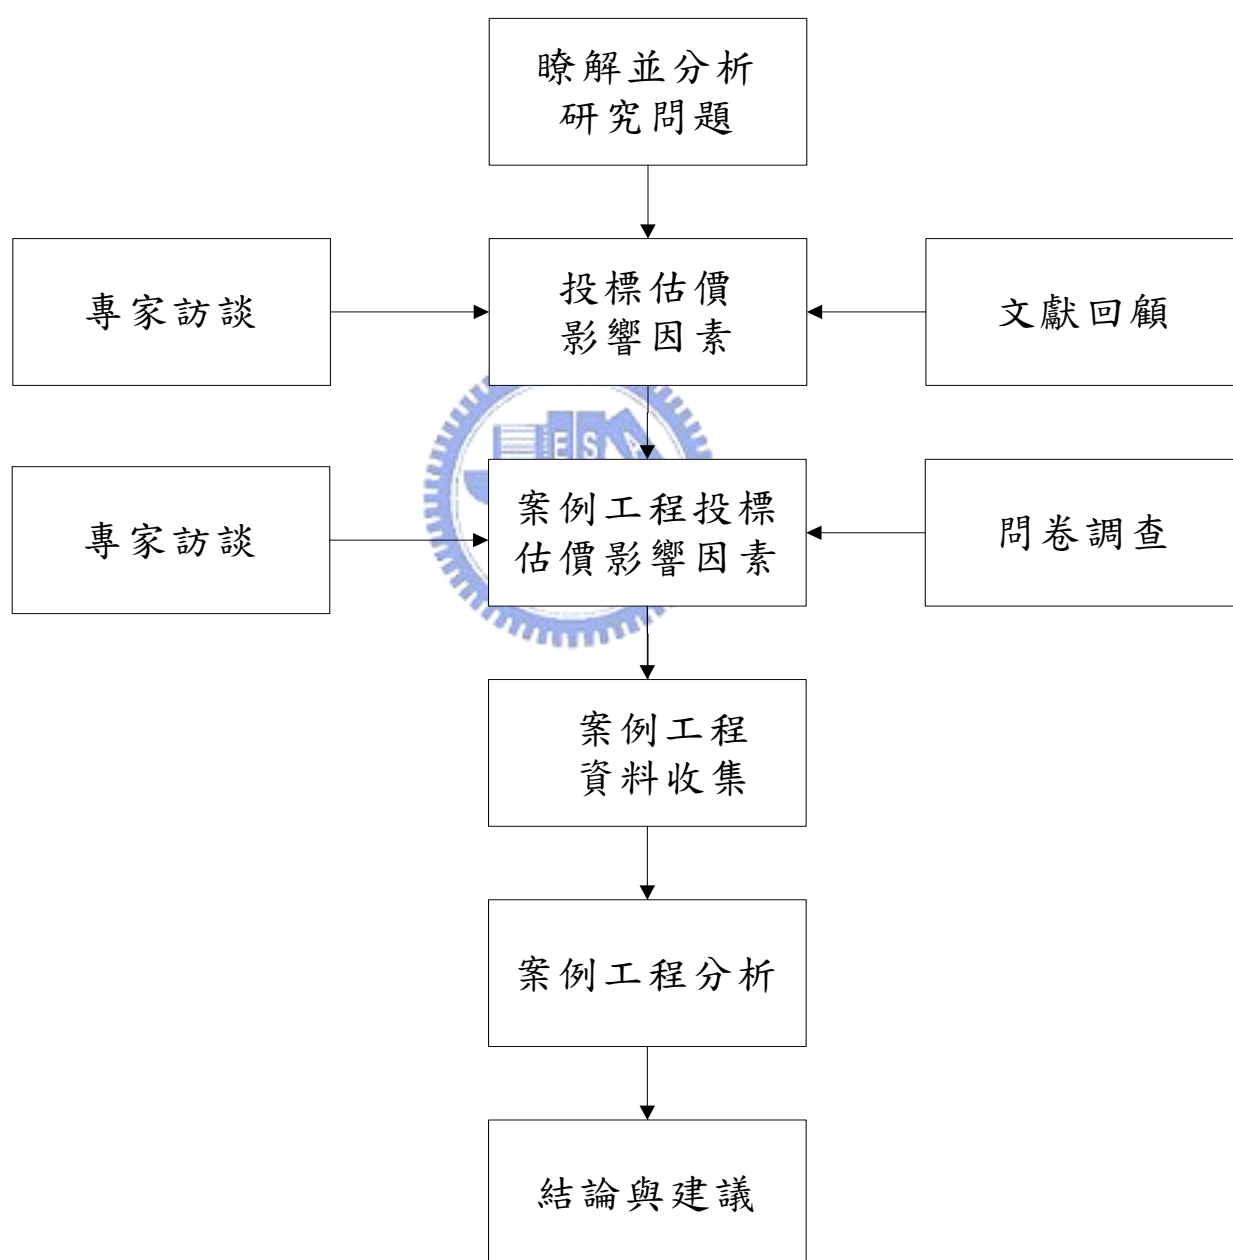 瞭解並分析
研究問題
專家訪談
投標估價
影響因素
文獻回顧
ES
專家訪談
案例工程投標
估價影響因素
問卷調查
案例工程
資料收集
案例工程分析
結論與建議